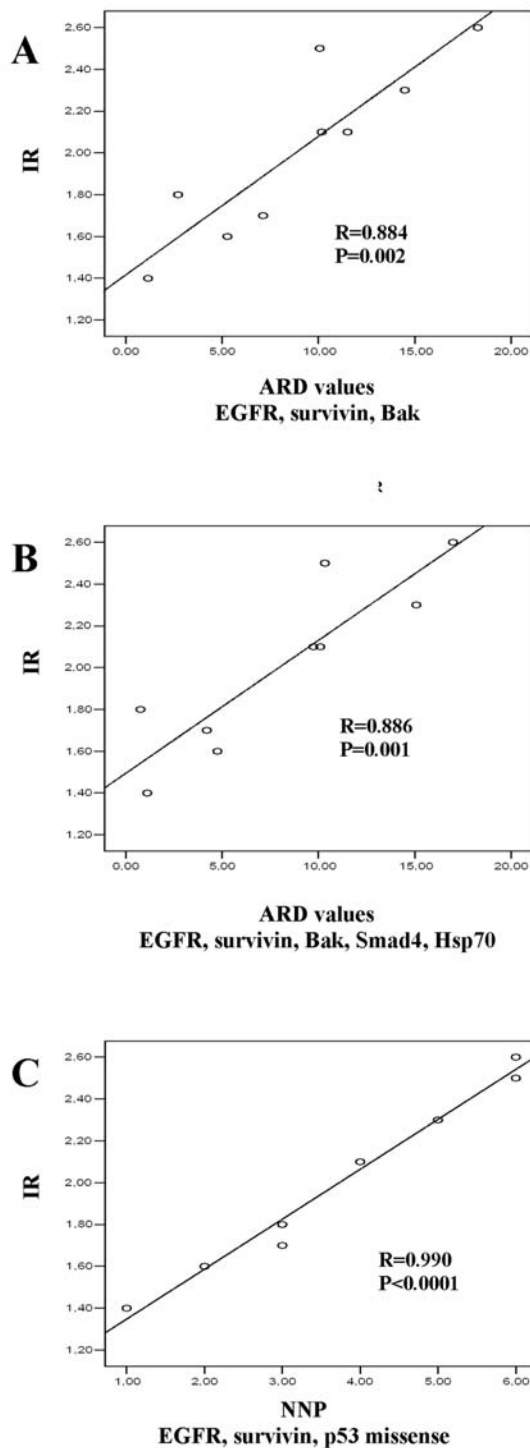 A
IR
2,60
2,40
2,20
2,00
1,80
1,60
1,40
1,20
R=0.884
P=0.002
0,00 5,00 10,00 15,00 20,00
ARD values
EGFR, survivin, Bak
B
IR
2,60
2,40
2,20
2,00
1,80
1,60
1,40
1,20
R=0.886
P=0.001
0,00 5,00 10,00 15,00 20,00
ARD values
EGFR, survivin, Bak, Smad4, Hsp70
C
IR
2,60
2,40
2,20
2,00
1,80
1,60
1,40
1,20
R=0.990
P<0.0001
1,00 2,00 3,00 4,00 5,00 6,00
NNP
EGFR, survivin, p53 missense